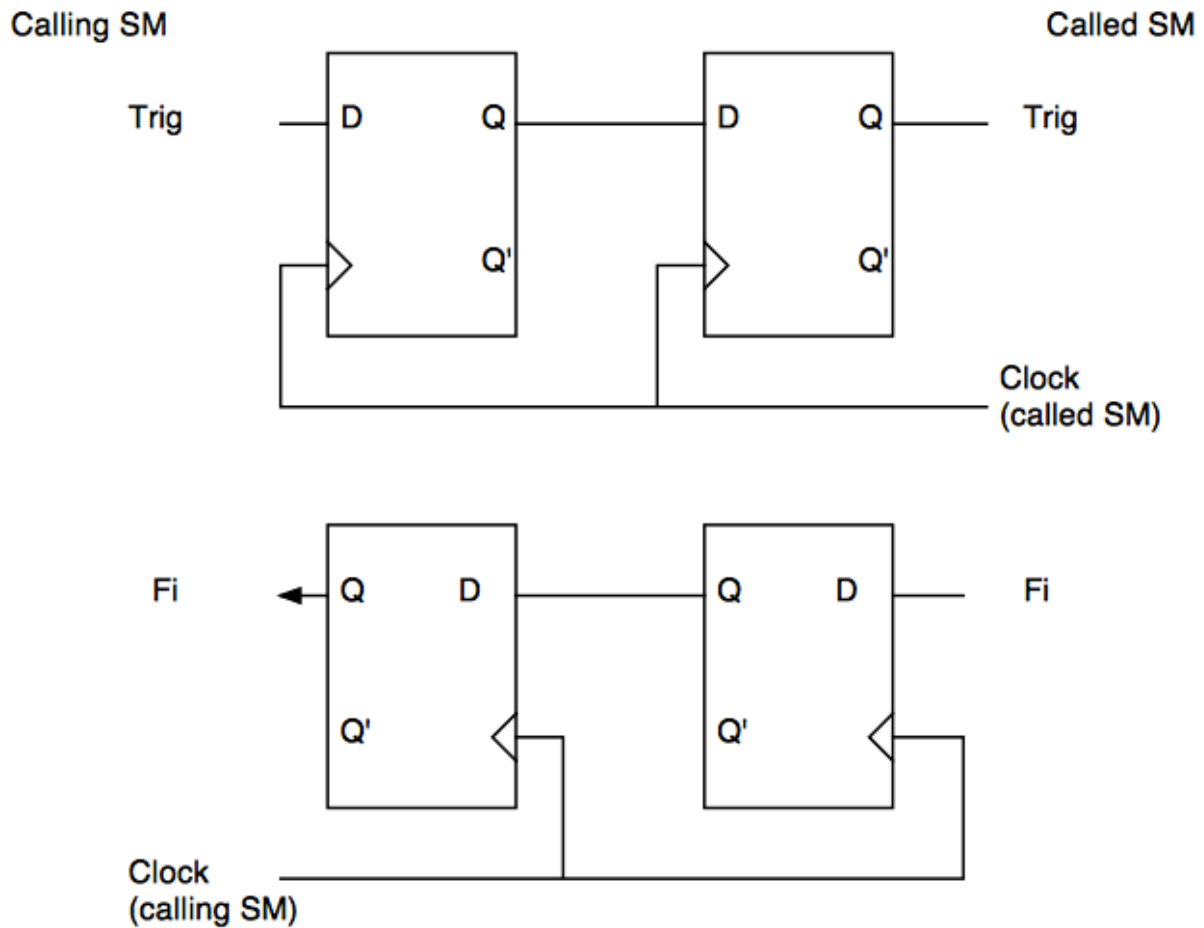 Calling SM
Called SM
Trig
D
Q
D
Q
Trig
Q'
Q'
Clock
(called SM)
Fi
Q
D
Q
D
Fi
Q'
Q'
Clock
(calling SM)